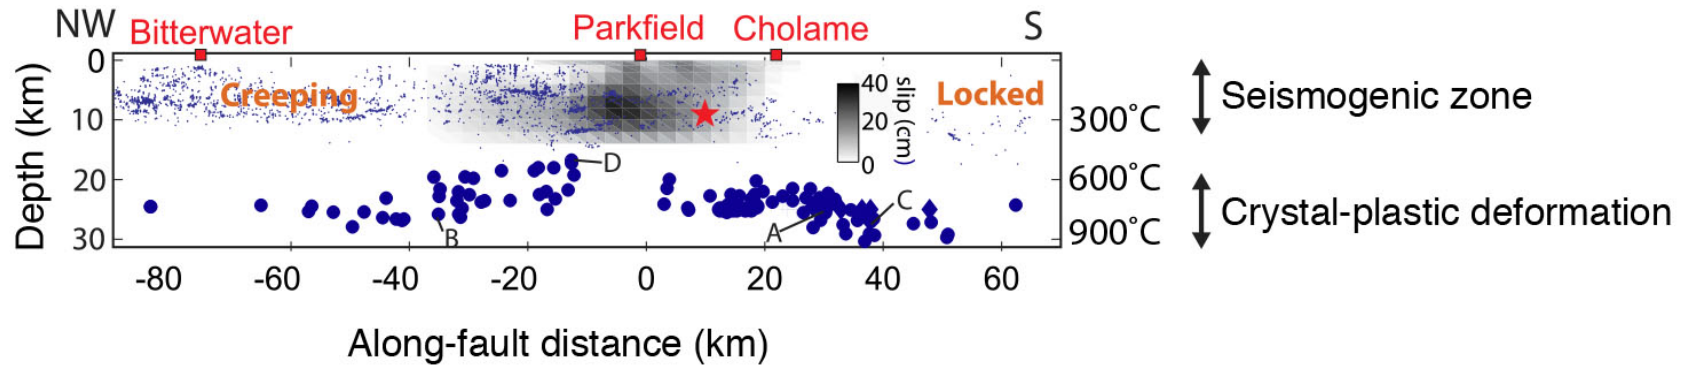 NW S
Bitterwater Parkfield Cholame
Depth (km)
0
10
20
30
Creeping
Locked
40
20
0
slip (cm)
300˚C
600˚C
900˚C
Seismogenic zone
Crystal-plastic deformation
D
B
A
C
-80 -60 -40 -20 0 20 40 60
Along-fault distance (km)